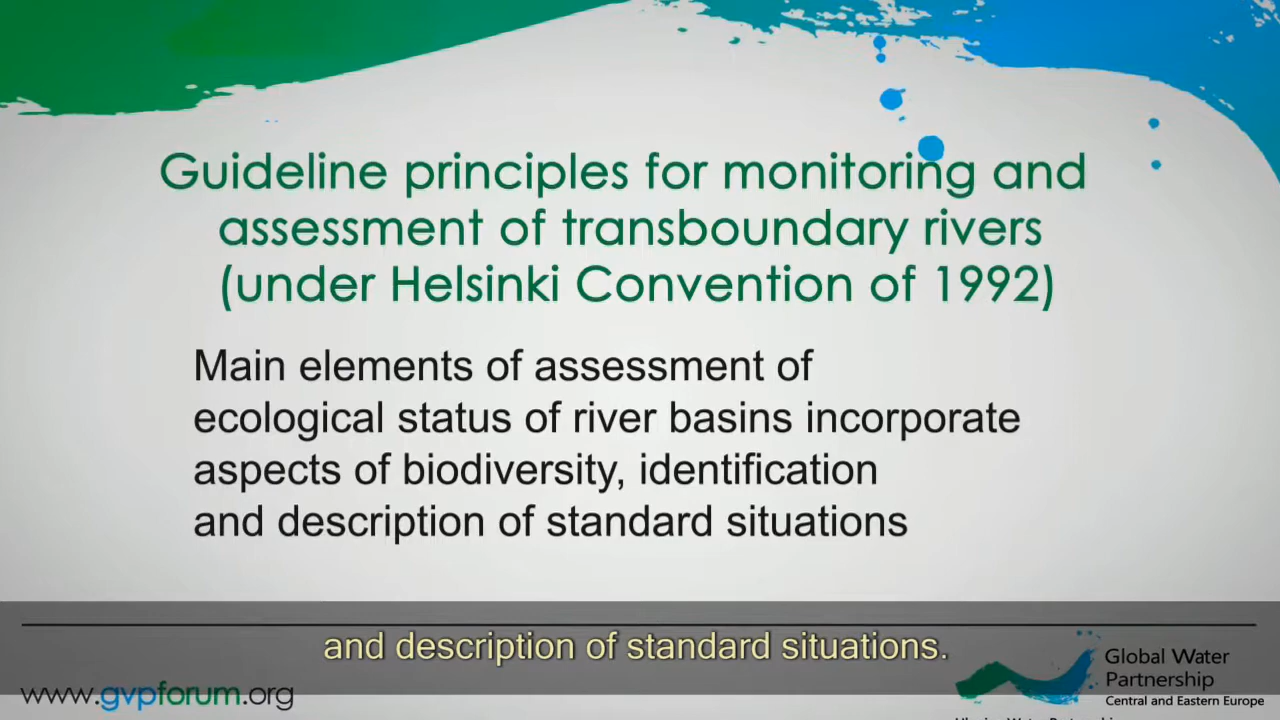 Guideline principles for monitoring and
assessment of transboundary rivers
(under Helsinki Convention of 1992)
Main elements of assessment of
ecological status of river basins incorporate
aspects of biodiversity, identification
and description of standard situations
and description of standard situations.
www.gvpforum.org
Global Water
Partnership
Central and Eastern Europe